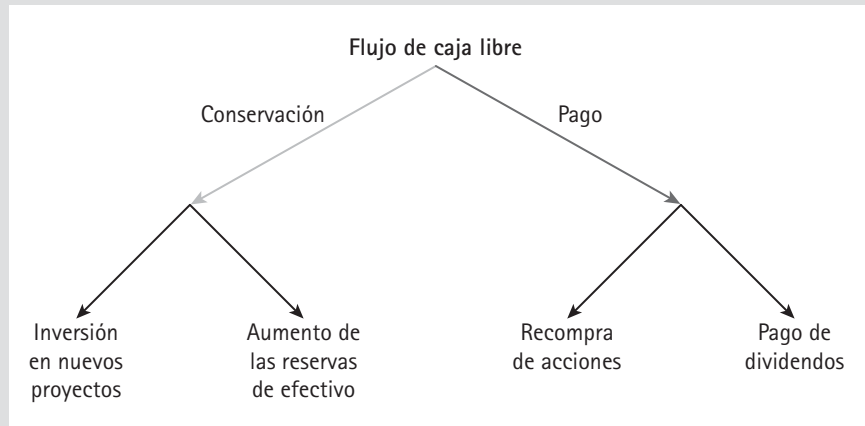 Flujo de caja libre
Conservación
Pago
Inversión
en nuevos
proyectos
Aumento de
las reservas
de efectivo
Recompra
de acciones
Pago de
dividendos